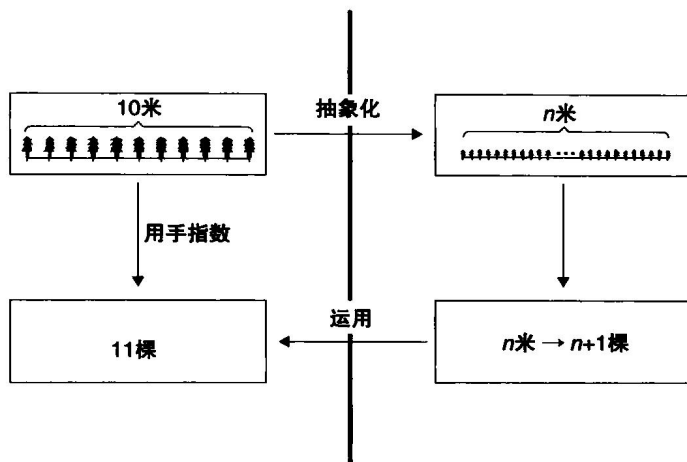 10米
抽象化
n米
用手指数
11棵
运用
n米 → n+1棵